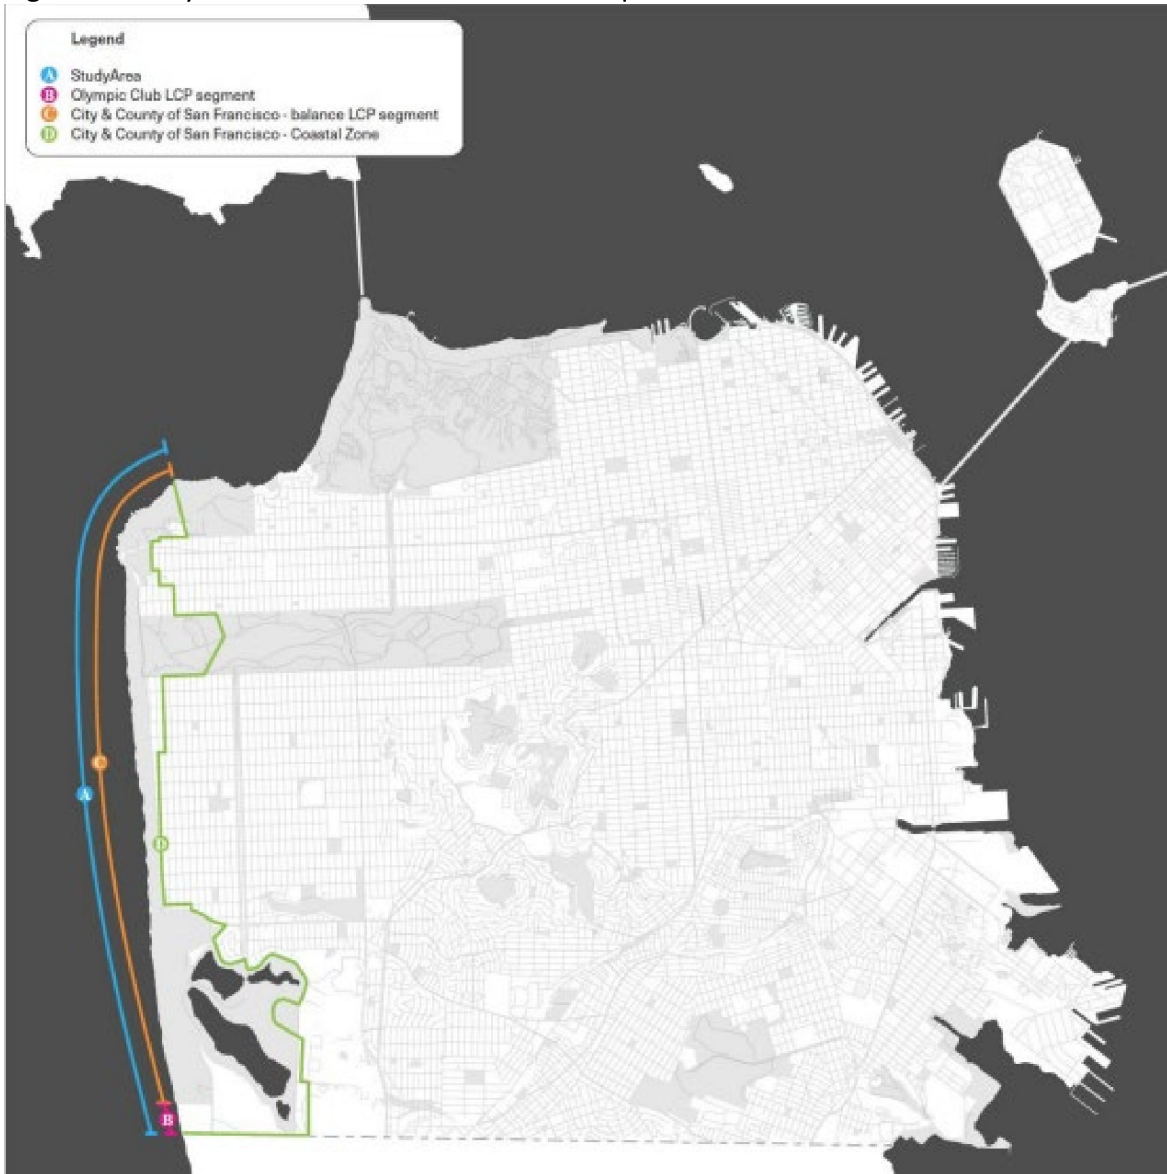 Legend
A StudyArea
B Olympic Club LCP segment
C City & County of San Francisco - balance LCP segment
D City & County of San Francisco - Coastal Zone
C
A
D
B